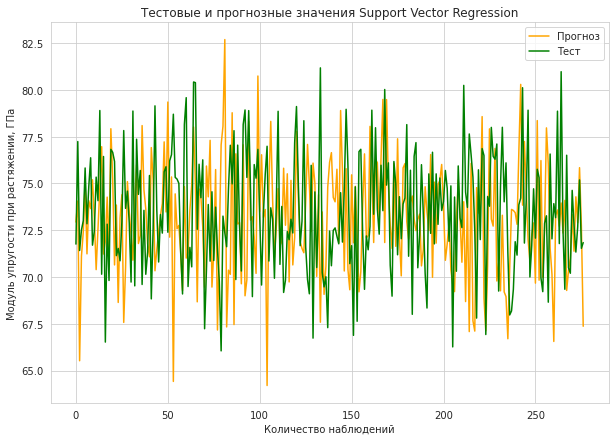 Тестовые и прогнозные значения Support Vector Regression
Прогноз
Тест
Модуль упругости при растяжении, ГПа
82.5
80.0
77.5
75.0
72.5
70.0
67.5
65.0
0
50
100
150
200
250
Количество наблюдений